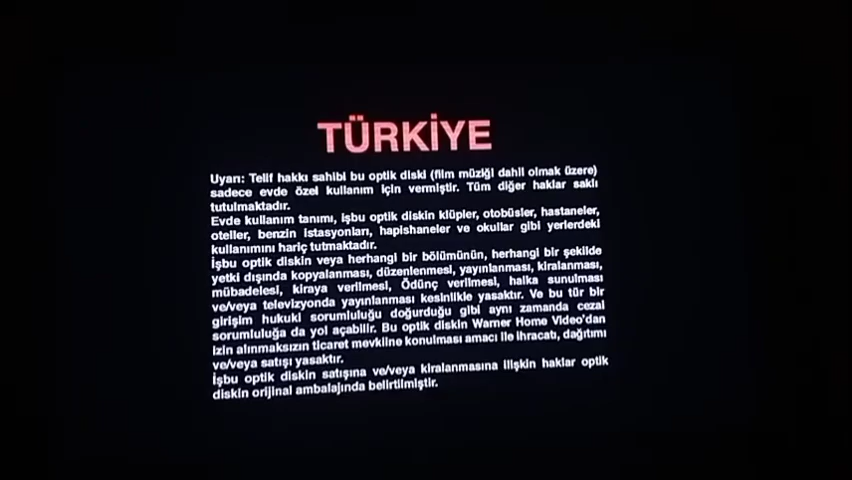 TÜRKİYE
Uyarı: Telif hakkı sahibi bu optik diski (film müziği dahil olmak üzere)
sadece evde özel kullanım için vermiştir. Tüm diğer haklar saklı
tutulmaktadır.
Evde kullanım tanımı, işbu optik diskin klüpler, otobüsler, hastaneler,
oteller, benzin istasyonları, hapishaneler ve okullar gibi yerlerdeki
kullanımını hariç tutmaktadır.
İşbu optik diskin veya herhangi bir bölümünün, herhangi bir şekilde
yetki dışında kopyalanması, düzenlenmesi, yayınlanması, kiralanması,
mübadelesi, kiraya verilmesi, Ödünç verilmesi, halka sunulması
ve/veya televizyonda yayınlanması kesinlikle yasaktır. Ve bu tür bir
girişim hukuki sorumluluğu doğurduğu gibi aynı zamanda cezai
sorumluluğa da yol açabilir. Bu optik diskin Warner Home Video'dan
izin alınmaksızın ticaret mevkiine konulması amacı ile ihracatı, dağıtımı
ve/veya satışı yasaktır.
İşbu optik diskin satışına ve/veya kiralanmasına ilişkin haklar optik
diskin orijinal ambalajında belirtilmiştir.